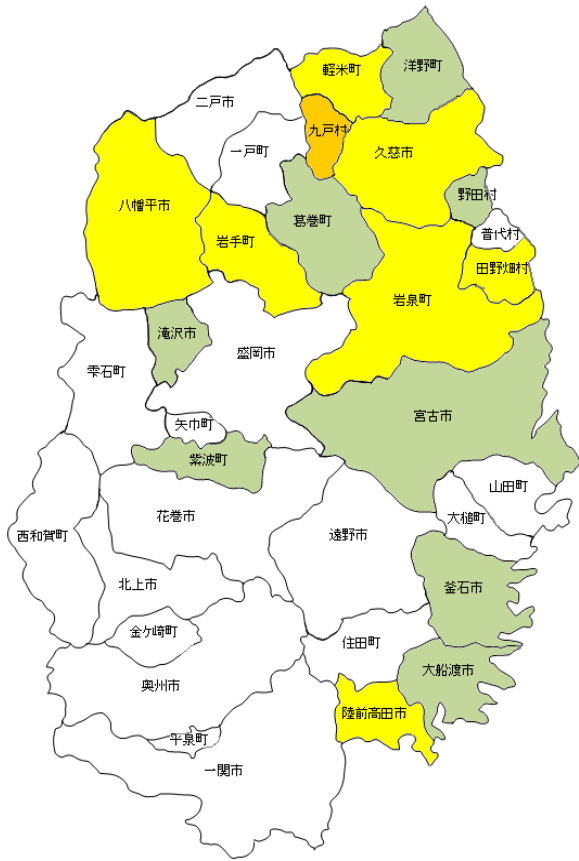 洋野町
軽米町
二戸市
九戸村
一戸町
久慈市
野田村
八幡平市
葛巻町
普代村
岩手町
田野畑村
岩泉町
滝沢市
盛岡市
雫石町
宮古市
矢巾町
紫波町
山田町
花巻市
大槌町
遠野市
西和賀町
北上市
釜石市
金ケ崎町
住田町
大船渡市
奥州市
陸前高田市
平泉町
一関市